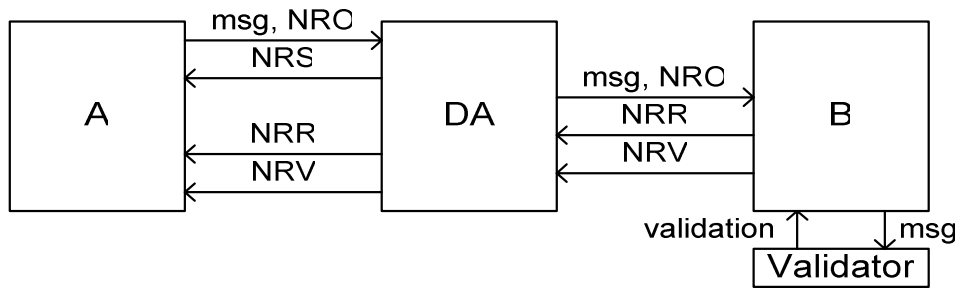 msg, NRO
NRS
msg, NRO
A
DA
B
NRR
NRR
NRV
NRV
validation
msg
Validator